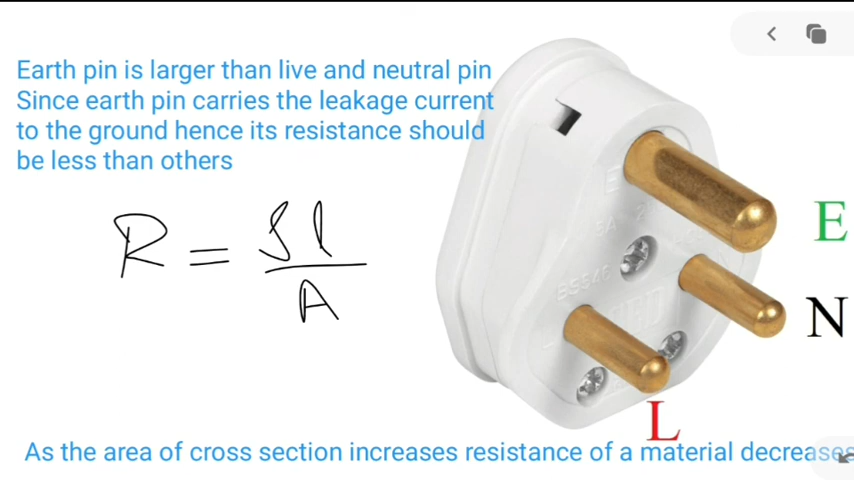 Earth pin is larger than live and neutral pin
Since earth pin carries the leakage current
to the ground hence its resistance should
be less than others
R = ρl
A
E
5A
BS546
N
L
As the area of cross section increases resistance of a material decreases